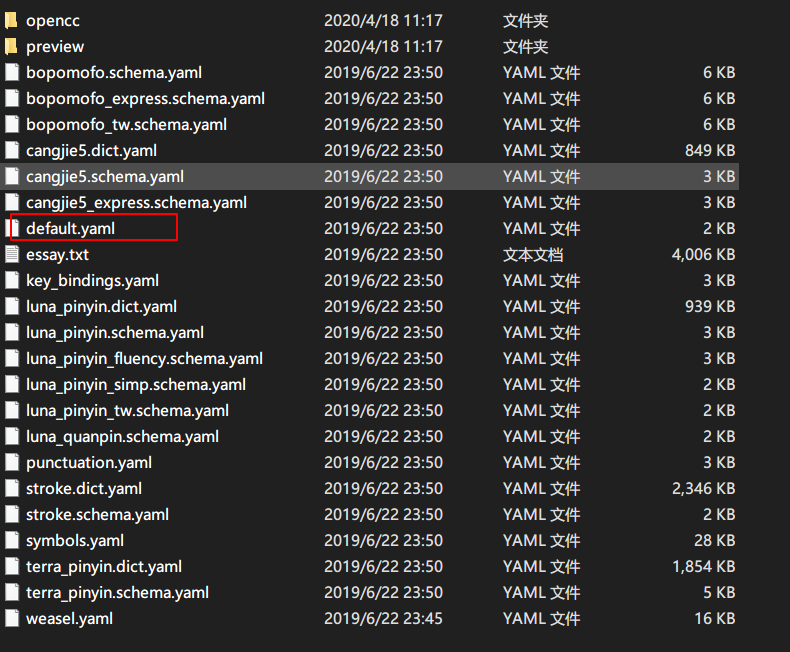 opencc 2020/4/18 11:17 文件夹
preview 2020/4/18 11:17 文件夹
bopomofo.schema.yaml 2019/6/22 23:50 YAML 文件 6 KB
bopomofo_express.schema.yaml 2019/6/22 23:50 YAML 文件 6 KB
bopomofo_tw.schema.yaml 2019/6/22 23:50 YAML 文件 6 KB
cangjie5.dict.yaml 2019/6/22 23:50 YAML 文件 849 KB
cangjie5.schema.yaml 2019/6/22 23:50 YAML 文件 3 KB
cangjie5_express.schema.yaml 2019/6/22 23:50 YAML 文件 3 KB
default.yaml 2019/6/22 23:50 YAML 文件 2 KB
essay.txt 2019/6/22 23:50 文本文档 4,006 KB
key_bindings.yaml 2019/6/22 23:50 YAML 文件 3 KB
luna_pinyin.dict.yaml 2019/6/22 23:50 YAML 文件 939 KB
luna_pinyin.schema.yaml 2019/6/22 23:50 YAML 文件 3 KB
luna_pinyin_fluency.schema.yaml 2019/6/22 23:50 YAML 文件 3 KB
luna_pinyin_simp.schema.yaml 2019/6/22 23:50 YAML 文件 2 KB
luna_pinyin_tw.schema.yaml 2019/6/22 23:50 YAML 文件 2 KB
luna_quanpin.schema.yaml 2019/6/22 23:50 YAML 文件 2 KB
punctuation.yaml 2019/6/22 23:50 YAML 文件 3 KB
stroke.dict.yaml 2019/6/22 23:50 YAML 文件 2,346 KB
stroke.schema.yaml 2019/6/22 23:50 YAML 文件 2 KB
symbols.yaml 2019/6/22 23:50 YAML 文件 28 KB
terra_pinyin.dict.yaml 2019/6/22 23:50 YAML 文件 1,854 KB
terra_pinyin.schema.yaml 2019/6/22 23:50 YAML 文件 5 KB
weasel.yaml 2019/6/22 23:45 YAML 文件 16 KB